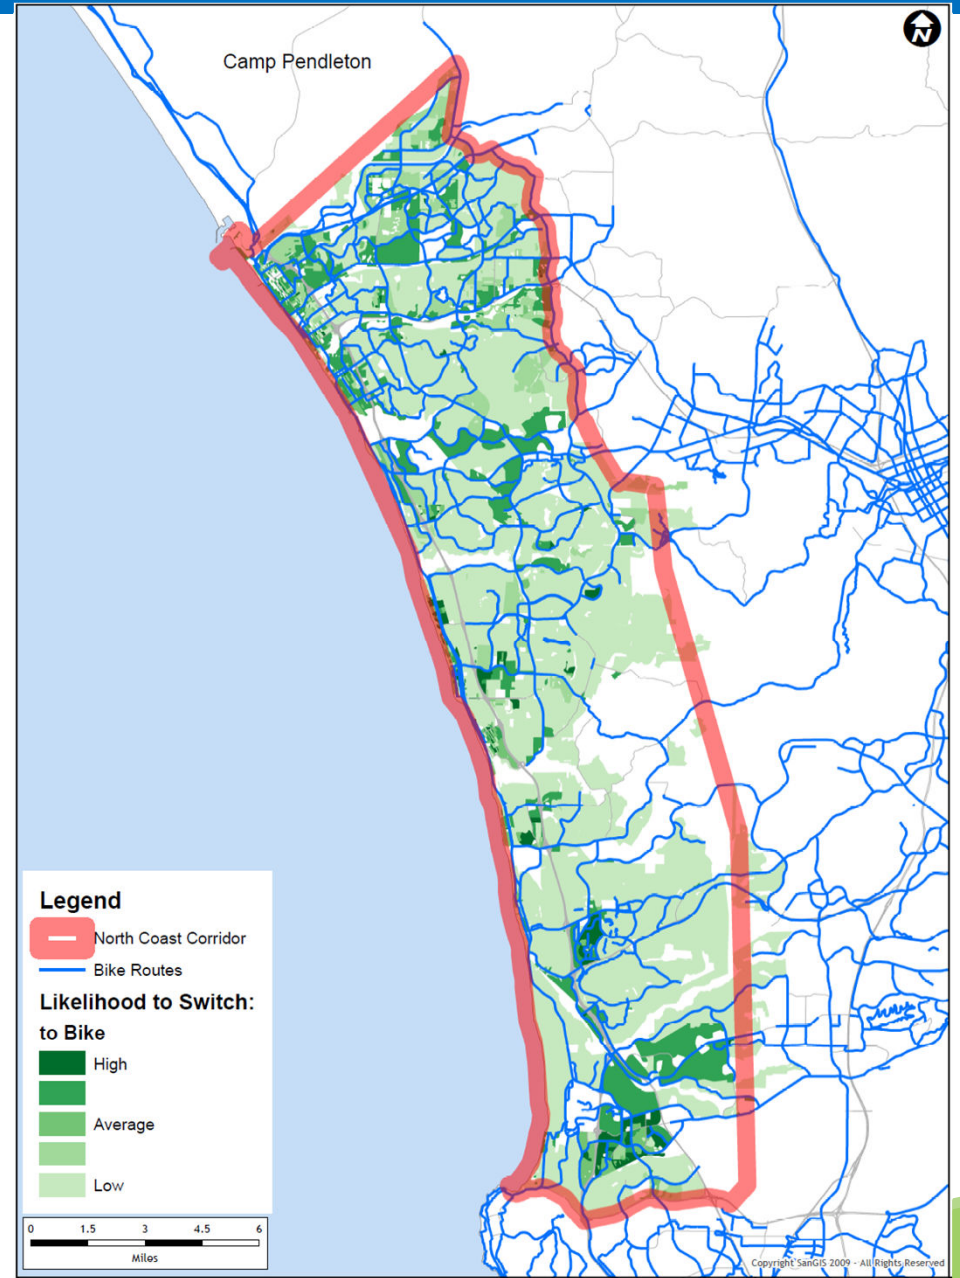 N
Camp Pendleton
Legend
North Coast Corridor
Bike Routes
Likelihood to Switch:
to Bike
High
Average
Low
0 1.5 3 4.5 6
Miles
Copyright SanGIS 2009 - All Rights Reserved